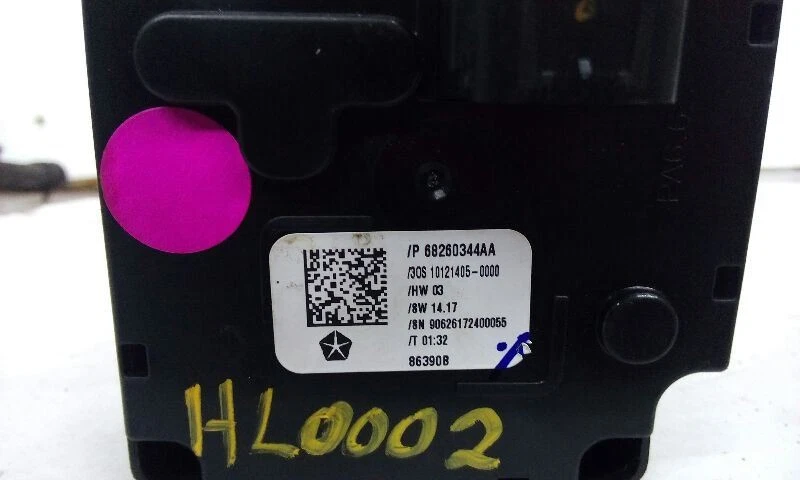 /P 68260344AA
/3OS 10121405-0000
/HW 03
/SW 14.17
/SN 90626172400055
/T 01:32
86390B
HL0002